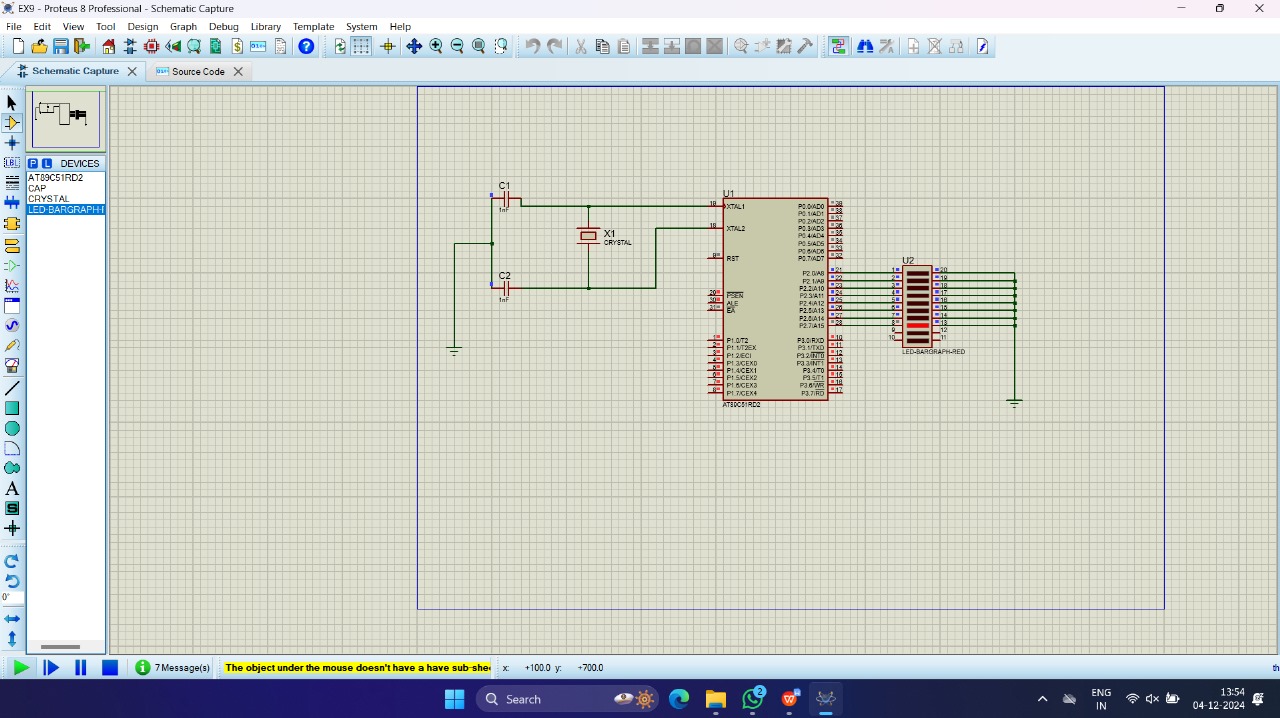 EX9 - Proteus 8 Professional - Schematic Capture
File Edit View Tool Design Graph Debug Library Template System Help
Schematic Capture
Source Code
P L DEVICES
AT89C51RD2
CAP
CRYSTAL
LED-BARGRAPH-
C1
1nF
X1
CRYSTAL
C2
1nF
U1
19 XTAL1
18 XTAL2
9 RST
29 PSEN
30 ALE
31 EA
1 P1.0/T2
2 P1.1/T2EX
3 P1.2/ECI
4 P1.3/CEX0
5 P1.4/CEX1
6 P1.5/CEX2
7 P1.6/CEX3
8 P1.7/CEX4
P0.0/AD0 39
P0.1/AD1 38
P0.2/AD2 37
P0.3/AD3 36
P0.4/AD4 35
P0.5/AD5 34
P0.6/AD6 33
P0.7/AD7 32
P2.0/A8 21
P2.1/A9 22
P2.2/A10 23
P2.3/A11 24
P2.4/A12 25
P2.5/A13 26
P2.6/A14 27
P2.7/A15 28
P3.0/RXD 10
P3.1/TXD 11
P3.2/INT0 12
P3.3/INT1 13
P3.4/T0 14
P3.5/T1 15
P3.6/WR 16
P3.7/RD 17
AT89C51RD2
U2
1 20
2 19
3 18
4 17
5 16
6 15
7 14
8 13
9 12
10 11
LED-BARGRAPH-RED
A
0°
7 Message(s)
The object under the mouse doesn't have a have sub-shee
x: +100.0 y: +700.0
th
Search
2
ENG
IN
13:54
04-12-2024